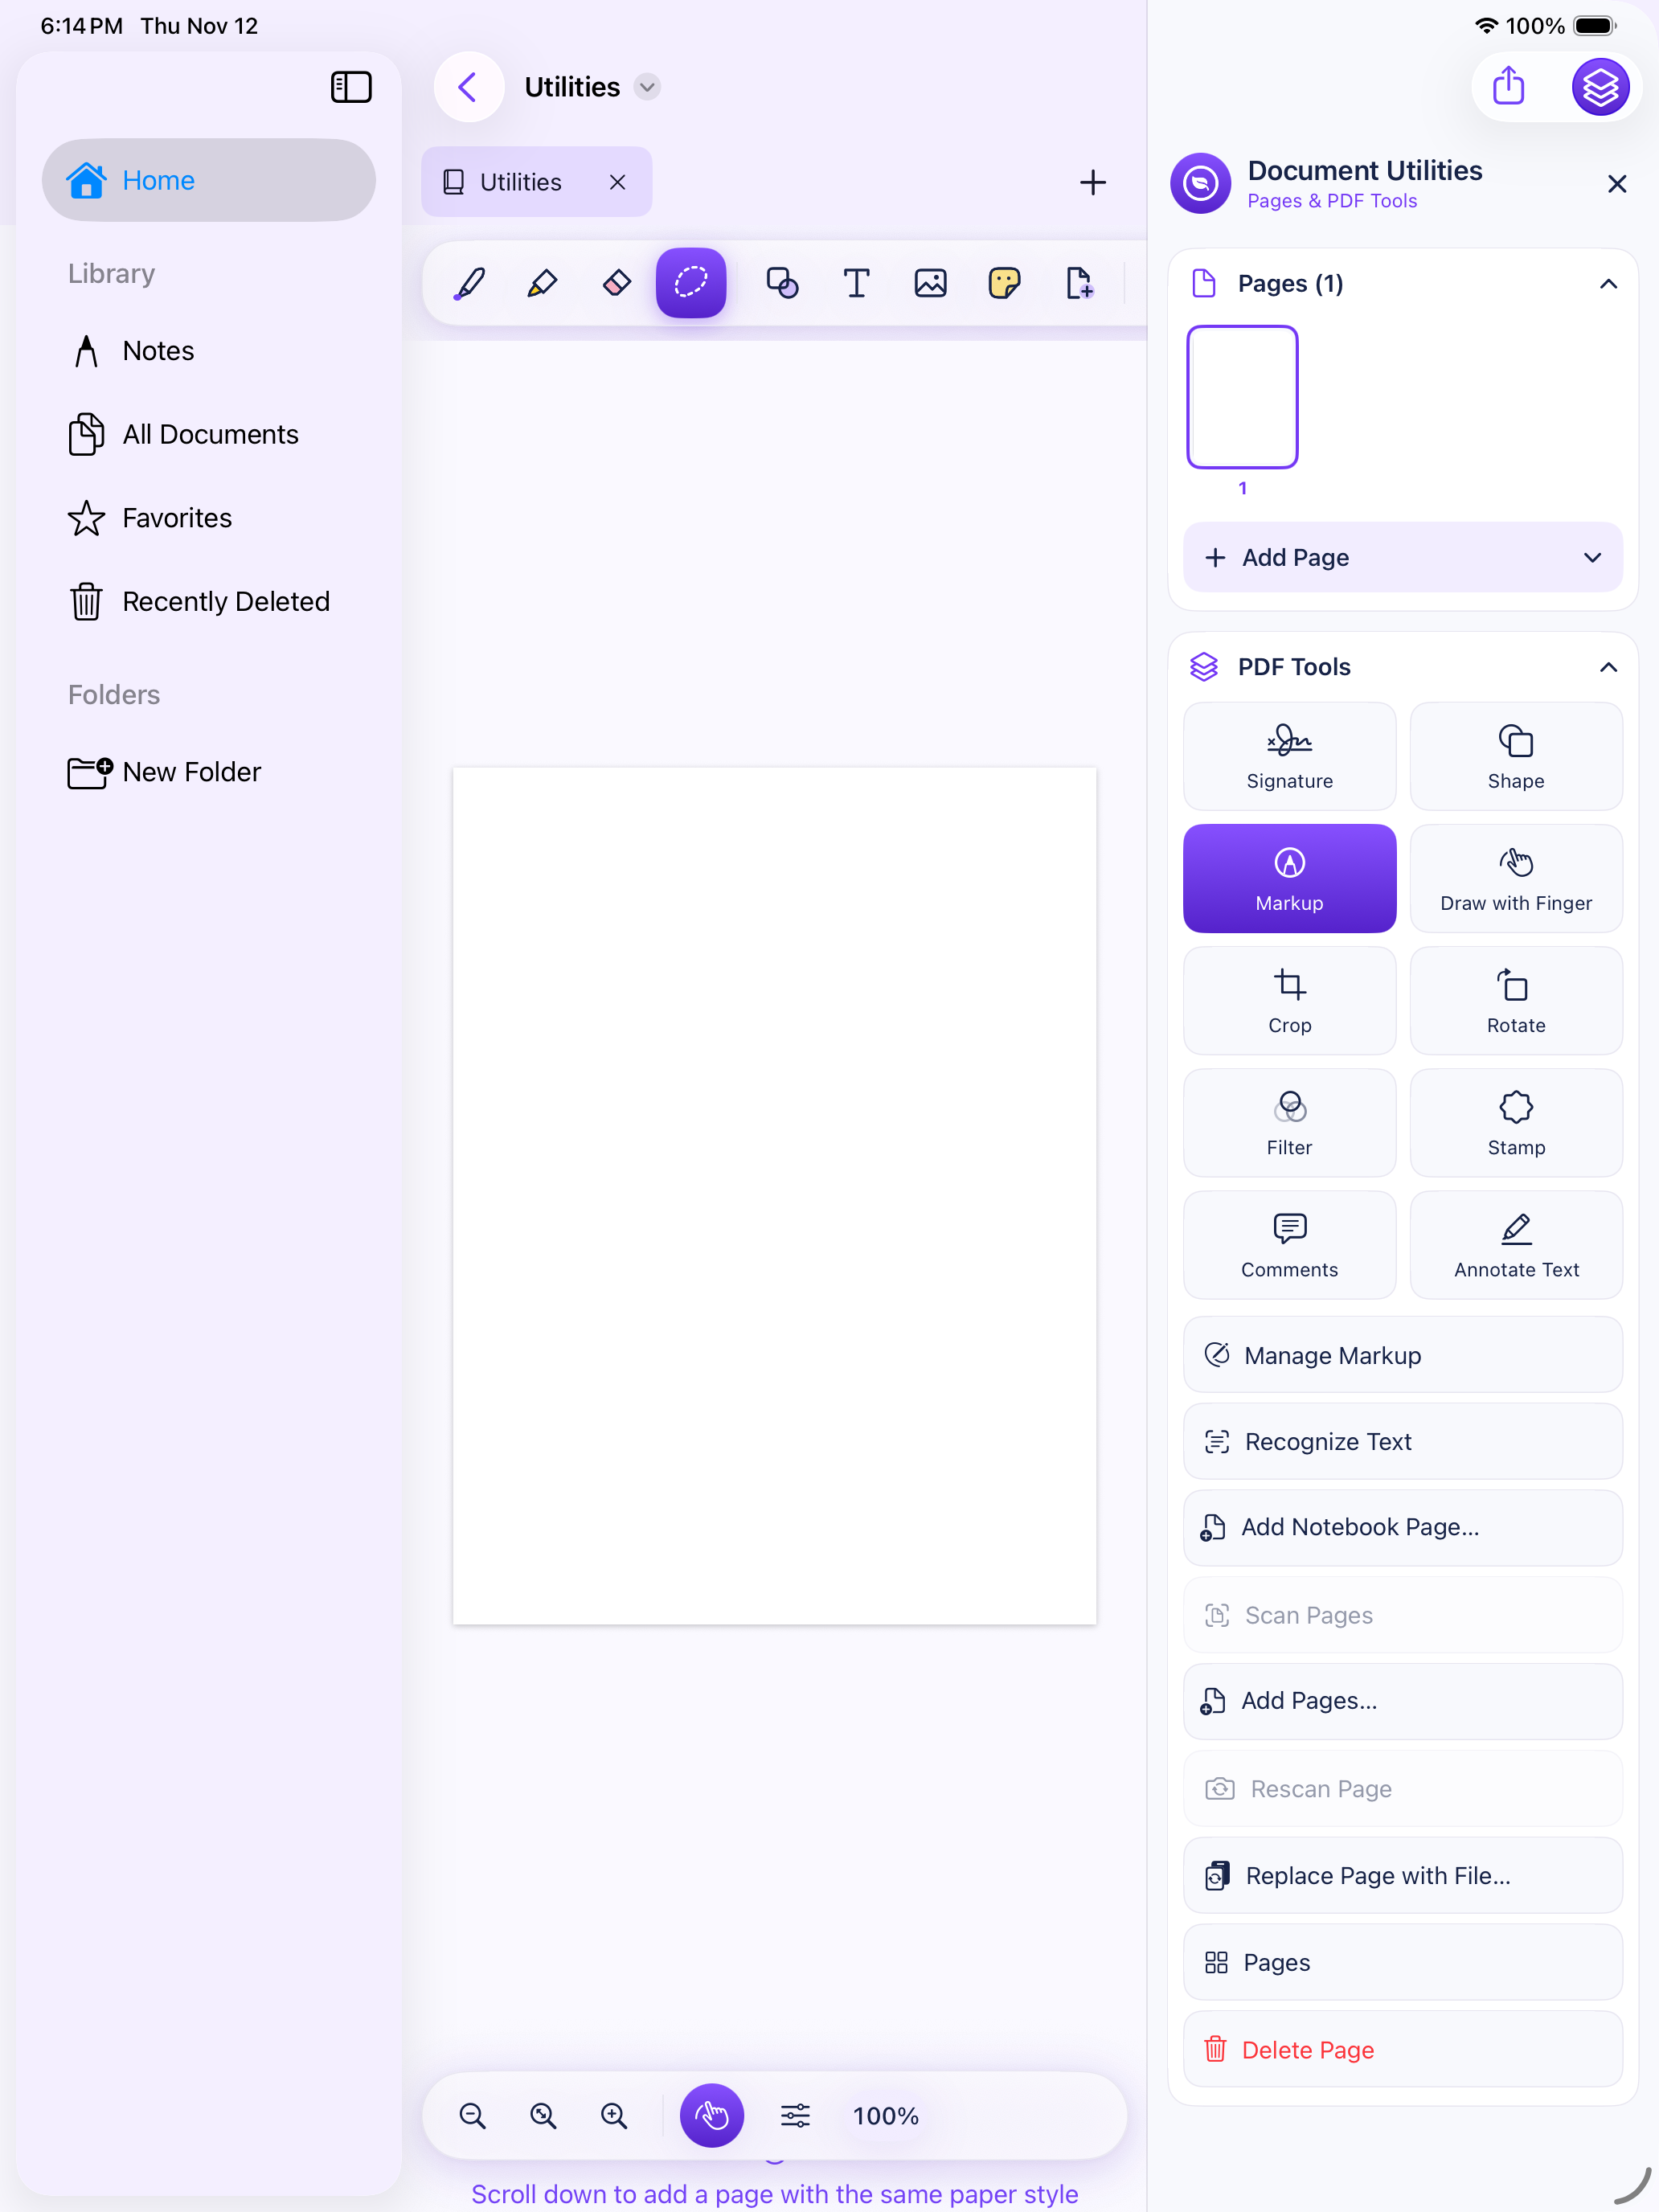 6:14 PM Thu Nov 12
100%
Home
Library
Notes
All Documents
Favorites
Recently Deleted
Folders
New Folder
Utilities
Utilities
Document Utilities
Pages & PDF Tools
Pages (1)
1
Add Page
PDF Tools
Signature
Shape
Markup
Draw with Finger
Crop
Rotate
Filter
Stamp
Comments
Annotate Text
Manage Markup
Recognize Text
Add Notebook Page...
Scan Pages
Add Pages...
Rescan Page
Replace Page with File...
Pages
Delete Page
100%
Scroll down to add a page with the same paper style